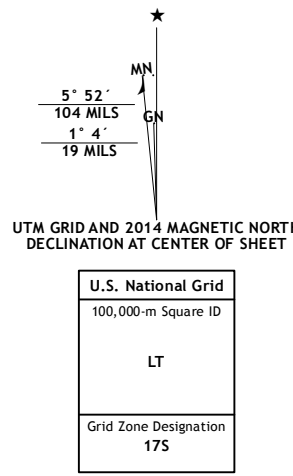 MN
5° 52´
104 MILS
GN
1° 4´
19 MILS
UTM GRID AND 2014 MAGNETIC NORTH
DECLINATION AT CENTER OF SHEET
U.S. National Grid
100,000-m Square ID
LT
Grid Zone Designation
17S